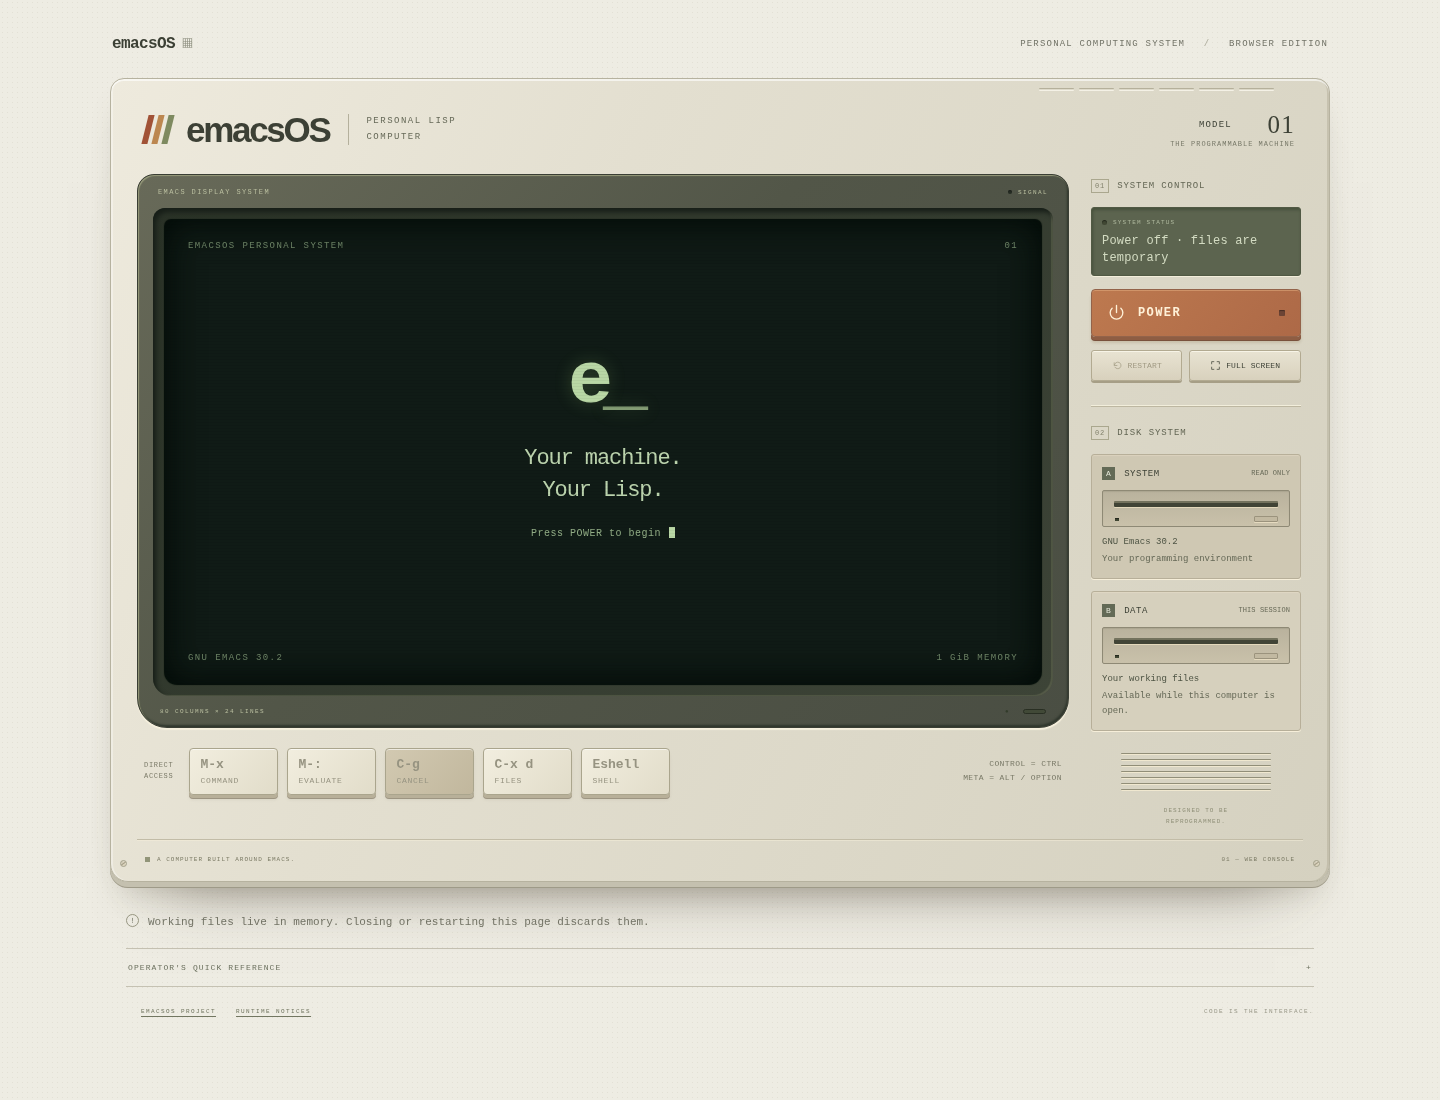 emacsOS
PERSONAL COMPUTING SYSTEM / BROWSER EDITION
emacsOS
PERSONAL LISP
COMPUTER
MODEL 01
THE PROGRAMMABLE MACHINE
EMACS DISPLAY SYSTEM
SIGNAL
EMACSOS PERSONAL SYSTEM
01
e_
Your machine.
Your Lisp.
Press POWER to begin
GNU EMACS 30.2
1 GiB MEMORY
80 COLUMNS × 24 LINES
01 SYSTEM CONTROL
SYSTEM STATUS
Power off · files are
temporary
POWER
RESTART
FULL SCREEN
02 DISK SYSTEM
A SYSTEM
READ ONLY
GNU Emacs 30.2
Your programming environment
B DATA
THIS SESSION
Your working files
Available while this computer is
open.
DIRECT
ACCESS
M-x
COMMAND
M-:
EVALUATE
C-g
CANCEL
C-x d
FILES
Eshell
SHELL
CONTROL = CTRL
META = ALT / OPTION
DESIGNED TO BE
REPROGRAMMED.
A COMPUTER BUILT AROUND EMACS.
01 — WEB CONSOLE
! Working files live in memory. Closing or restarting this page discards them.
OPERATOR'S QUICK REFERENCE +
EMACSOS PROJECT
RUNTIME NOTICES
CODE IS THE INTERFACE.